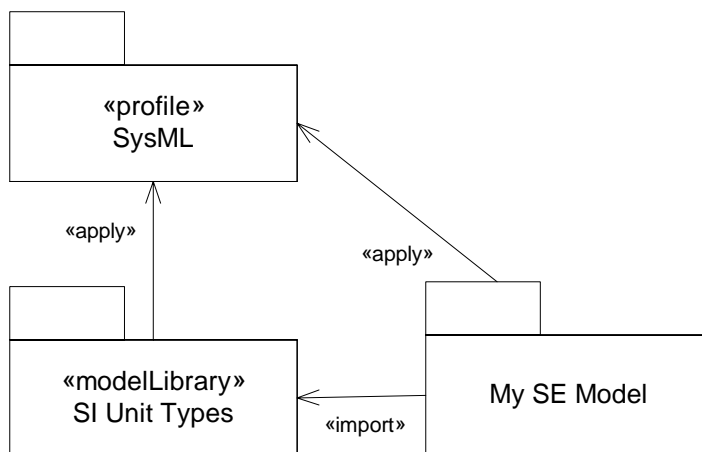 «profile»
SysML
«apply»
«apply»
«modelLibrary»
SI Unit Types
My SE Model
«import»